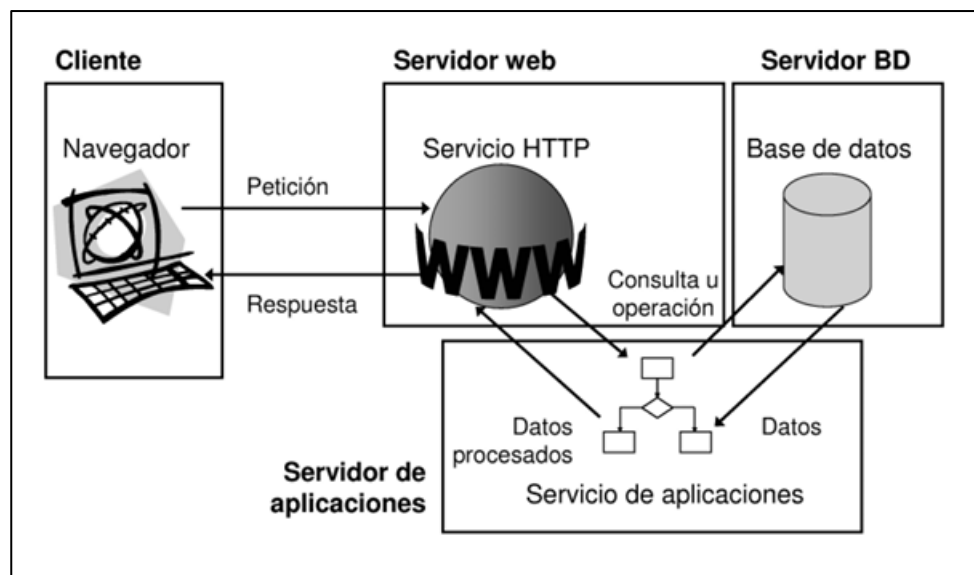 Cliente
Servidor web
Servidor BD
Navegador
Servicio HTTP
Base de datos
Petición
WWW
Respuesta
Consulta u
operación
Datos
procesados
Datos
Servidor de
aplicaciones
Servicio de aplicaciones